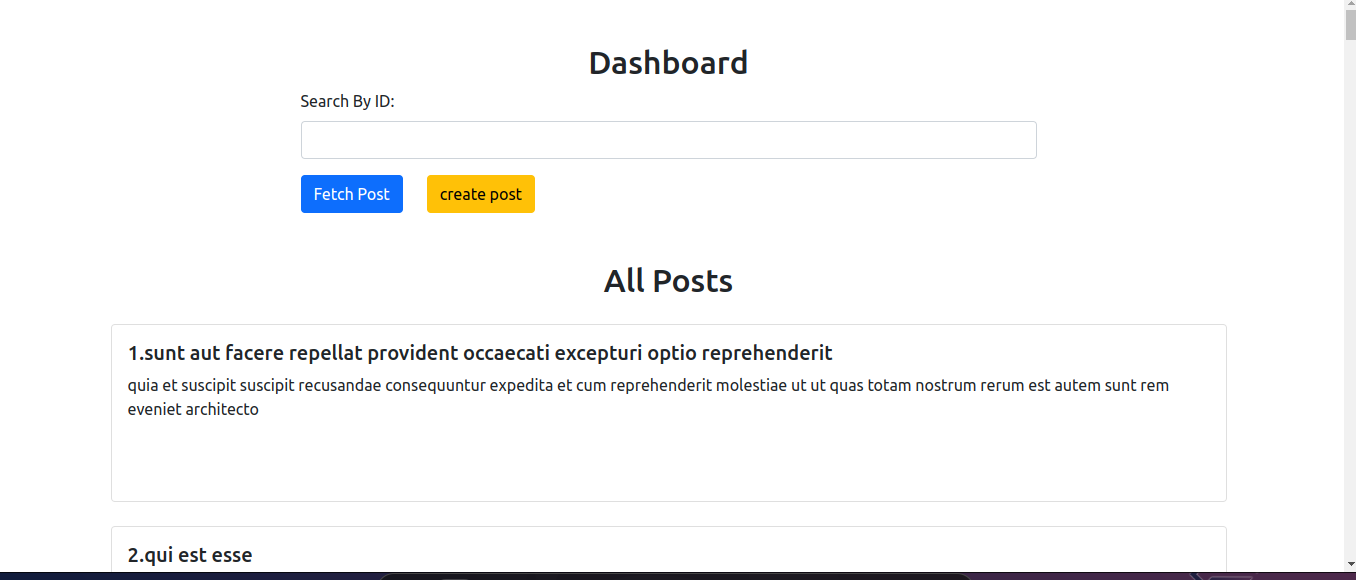 Dashboard
Search By ID:
Fetch Post
create post
All Posts
1.sunt aut facere repellat provident occaecati excepturi optio reprehenderit
quia et suscipit suscipit recusandae consequuntur expedita et cum reprehenderit molestiae ut ut quas totam nostrum rerum est autem sunt rem
eveniet architecto
2.qui est esse